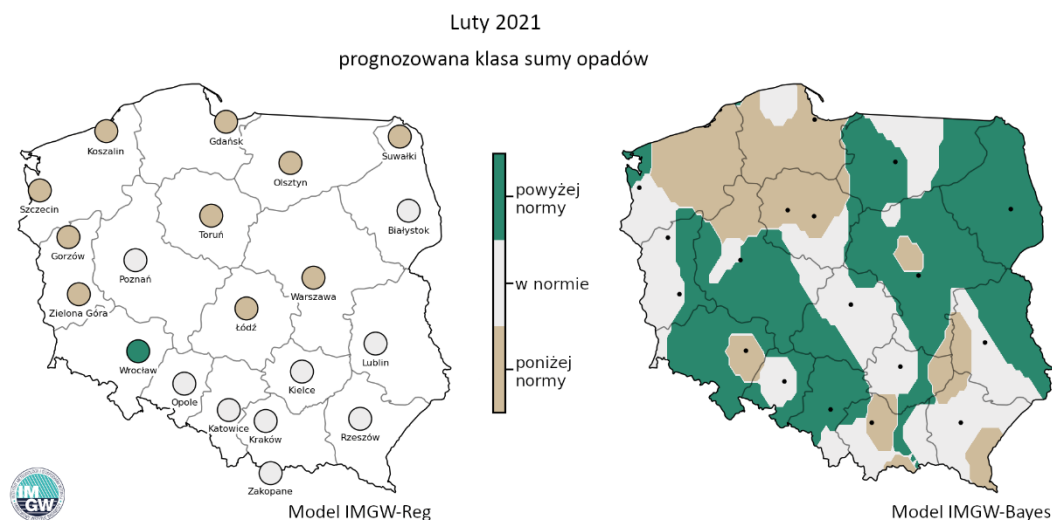 Luty 2021
prognozowana klasa sumy opadów
Koszalin
Gdańsk
Suwałki
Olsztyn
Szczecin
Toruń
Białystok
Gorzów
Poznań
Warszawa
Zielona Góra
Łódź
Wrocław
Lublin
Opole
Kielce
Katowice
Kraków
Rzeszów
Zakopane
powyżej
normy
w normie
poniżej
normy
IM
GW
Model IMGW-Reg
Model IMGW-Bayes